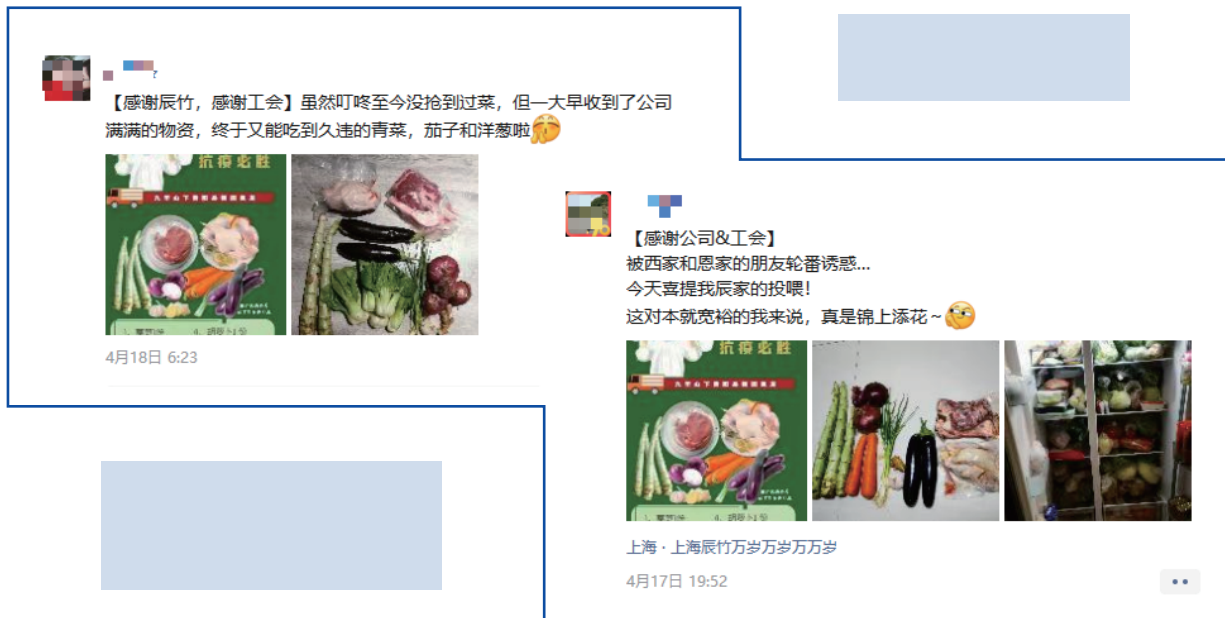 【感谢辰竹，感谢工会】虽然叮咚至今没抢到过菜，但一大早收到了公司
满满的物资，终于又能吃到久违的青菜，茄子和洋葱啦
抗疫必胜
4月18日 6:23
【感谢公司&工会】
被西家和恩家的朋友轮番诱惑...
今天喜提我辰家的投喂！
这对本就宽裕的我来说，真是锦上添花～
抗疫必胜
上海 · 上海辰竹万岁万岁万万岁
4月17日 19:52